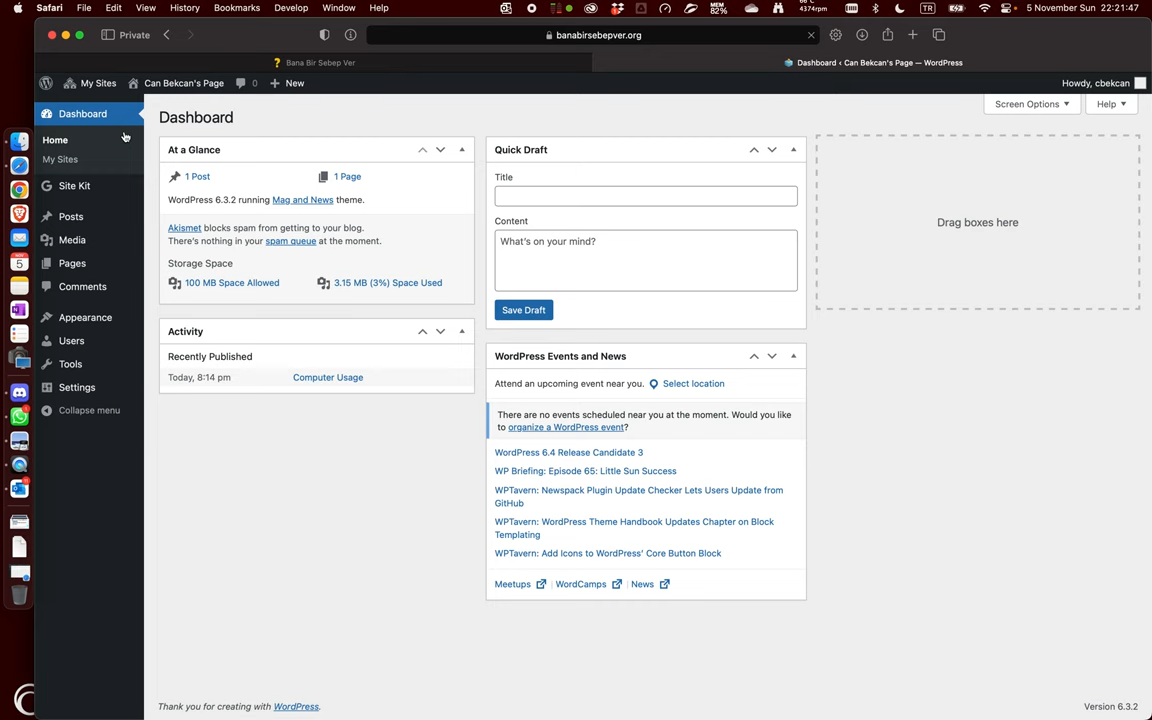 Safari File Edit View History Bookmarks Develop Window Help MEM 82% 4374rpm TR 5 November Sun 22:21:47
Private banabirsebepver.org
Bana Bir Sebep Ver Dashboard ‹ Can Bekcan's Page — WordPress
My Sites Can Bekcan's Page 0 New Howdy, cbekcan
Screen Options Help
Dashboard
Home
My Sites
Site Kit
Posts
Media
Pages
Comments
Appearance
Users
Tools
Settings
Collapse menu
Dashboard
At a Glance
1 Post 1 Page
WordPress 6.3.2 running Mag and News theme.
Akismet blocks spam from getting to your blog.
There's nothing in your spam queue at the moment.
Storage Space
100 MB Space Allowed 3.15 MB (3%) Space Used
Activity
Recently Published
Today, 8:14 pm Computer Usage
Quick Draft
Title
Content
What's on your mind?
Save Draft
WordPress Events and News
Attend an upcoming event near you. Select location
There are no events scheduled near you at the moment. Would you like
to organize a WordPress event?
WordPress 6.4 Release Candidate 3
WP Briefing: Episode 65: Little Sun Success
WPTavern: Newspack Plugin Update Checker Lets Users Update from
GitHub
WPTavern: WordPress Theme Handbook Updates Chapter on Block
Templating
WPTavern: Add Icons to WordPress' Core Button Block
Meetups WordCamps News
Drag boxes here
NOV
5
Thank you for creating with WordPress. Version 6.3.2